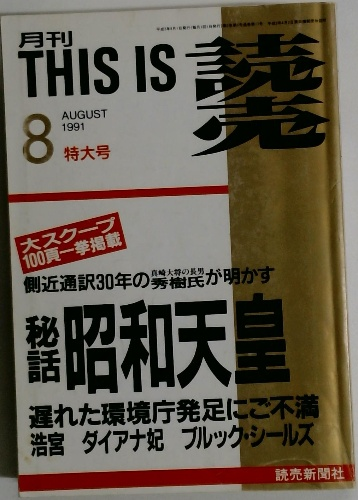 月刊
THIS IS 読売
AUGUST
1991
8
特大号
大スクープ
100頁一挙掲載
真崎大将の長男
側近通訳30年の秀樹氏が明かす
秘話 昭和天皇
遅れた環境庁発足にご不満
浩宮 ダイアナ妃 ブルック・シールズ
読売新聞社